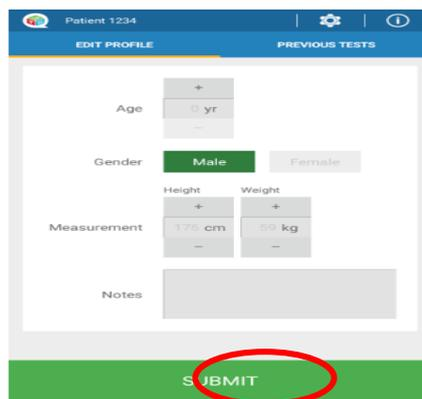 Patient 1234
EDIT PROFILE PREVIOUS TESTS
+
Age 0 yr
−
Gender Male Female
Height Weight
+ +
Measurement 175 cm 59 kg
− −
Notes
SUBMIT